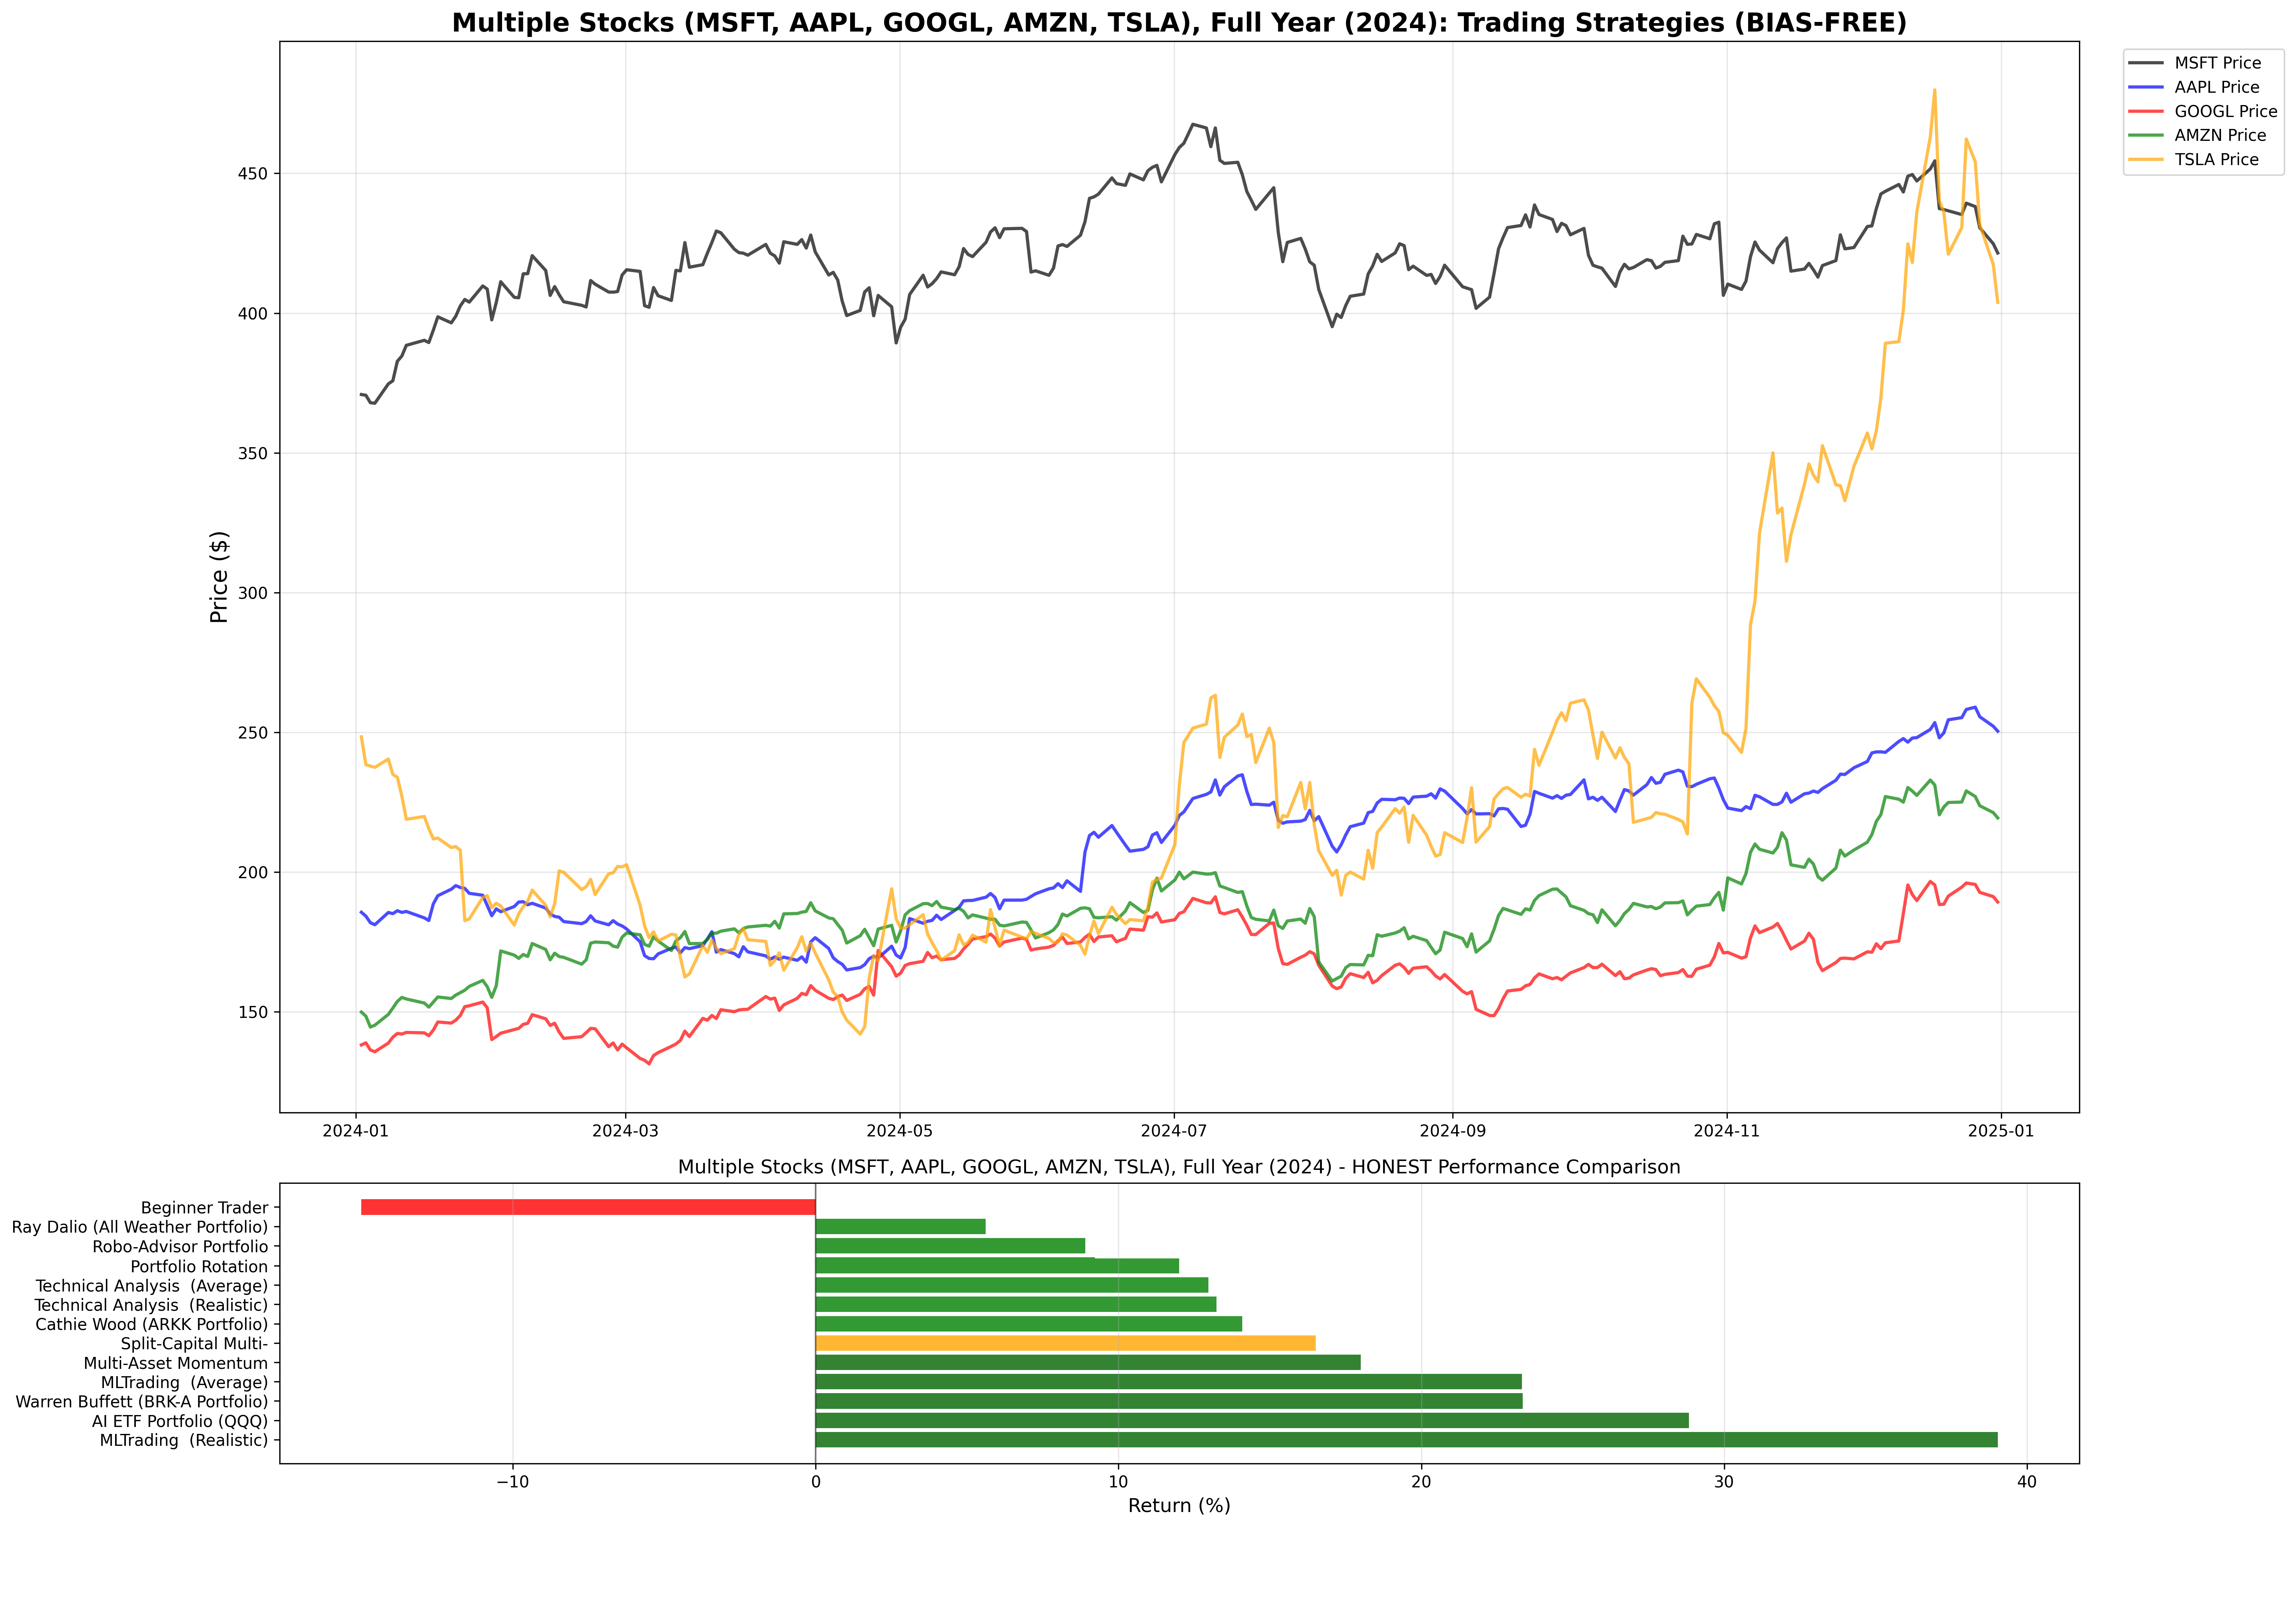 Multiple Stocks (MSFT, AAPL, GOOGL, AMZN, TSLA), Full Year (2024): Trading Strategies (BIAS-FREE)
MSFT Price
AAPL Price
GOOGL Price
AMZN Price
TSLA Price
Price ($)
450
400
350
300
250
200
150
2024-01
2024-03
2024-05
2024-07
2024-09
2024-11
2025-01
Multiple Stocks (MSFT, AAPL, GOOGL, AMZN, TSLA), Full Year (2024) - HONEST Performance Comparison
Beginner Trader
Ray Dalio (All Weather Portfolio)
Robo-Advisor Portfolio
Portfolio Rotation
Technical Analysis  (Average)
Technical Analysis  (Realistic)
Cathie Wood (ARKK Portfolio)
Split-Capital Multi-
Multi-Asset Momentum
MLTrading  (Average)
Warren Buffett (BRK-A Portfolio)
AI ETF Portfolio (QQQ)
MLTrading  (Realistic)
−10
0
10
20
30
40
Return (%)